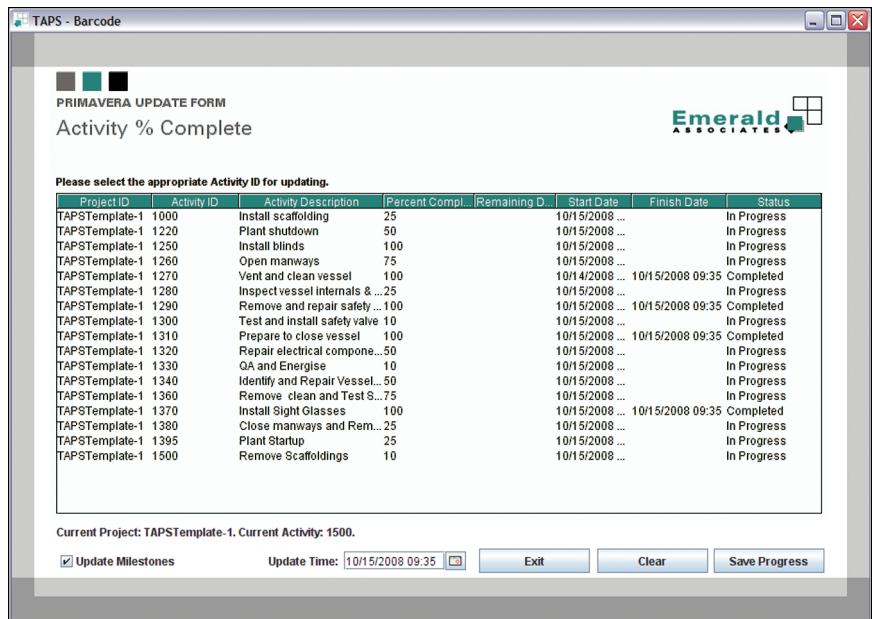 TAPS - Barcode
PRIMAVERA UPDATE FORM
Activity % Complete
Emerald
ASSOCIATES
Please select the appropriate Activity ID for updating.
Project ID Activity ID Activity Description Percent Compl... Remaining D... Start Date Finish Date Status
TAPSTemplate-1 1000 Install scaffolding 25 10/15/2008 ... In Progress
TAPSTemplate-1 1220 Plant shutdown 50 10/15/2008 ... In Progress
TAPSTemplate-1 1250 Install blinds 100 10/15/2008 ... In Progress
TAPSTemplate-1 1260 Open manways 75 10/15/2008 ... In Progress
TAPSTemplate-1 1270 Vent and clean vessel 100 10/14/2008 ... 10/15/2008 09:35 Completed
TAPSTemplate-1 1280 Inspect vessel internals & ... 25 10/15/2008 ... In Progress
TAPSTemplate-1 1290 Remove and repair safety ... 100 10/15/2008 ... 10/15/2008 09:35 Completed
TAPSTemplate-1 1300 Test and install safety valve 10 10/15/2008 ... In Progress
TAPSTemplate-1 1310 Prepare to close vessel 100 10/15/2008 ... 10/15/2008 09:35 Completed
TAPSTemplate-1 1320 Repair electrical compone... 50 10/15/2008 ... In Progress
TAPSTemplate-1 1330 QA and Energise 10 10/15/2008 ... In Progress
TAPSTemplate-1 1340 Identify and Repair Vessel... 50 10/15/2008 ... In Progress
TAPSTemplate-1 1360 Remove clean and Test S... 75 10/15/2008 ... In Progress
TAPSTemplate-1 1370 Install Sight Glasses 100 10/15/2008 ... 10/15/2008 09:35 Completed
TAPSTemplate-1 1380 Close manways and Rem... 25 10/15/2008 ... In Progress
TAPSTemplate-1 1395 Plant Startup 25 10/15/2008 ... In Progress
TAPSTemplate-1 1500 Remove Scaffoldings 10 10/15/2008 ... In Progress
Current Project: TAPSTemplate-1. Current Activity: 1500.
Update Milestones Update Time: 10/15/2008 09:35 Exit Clear Save Progress